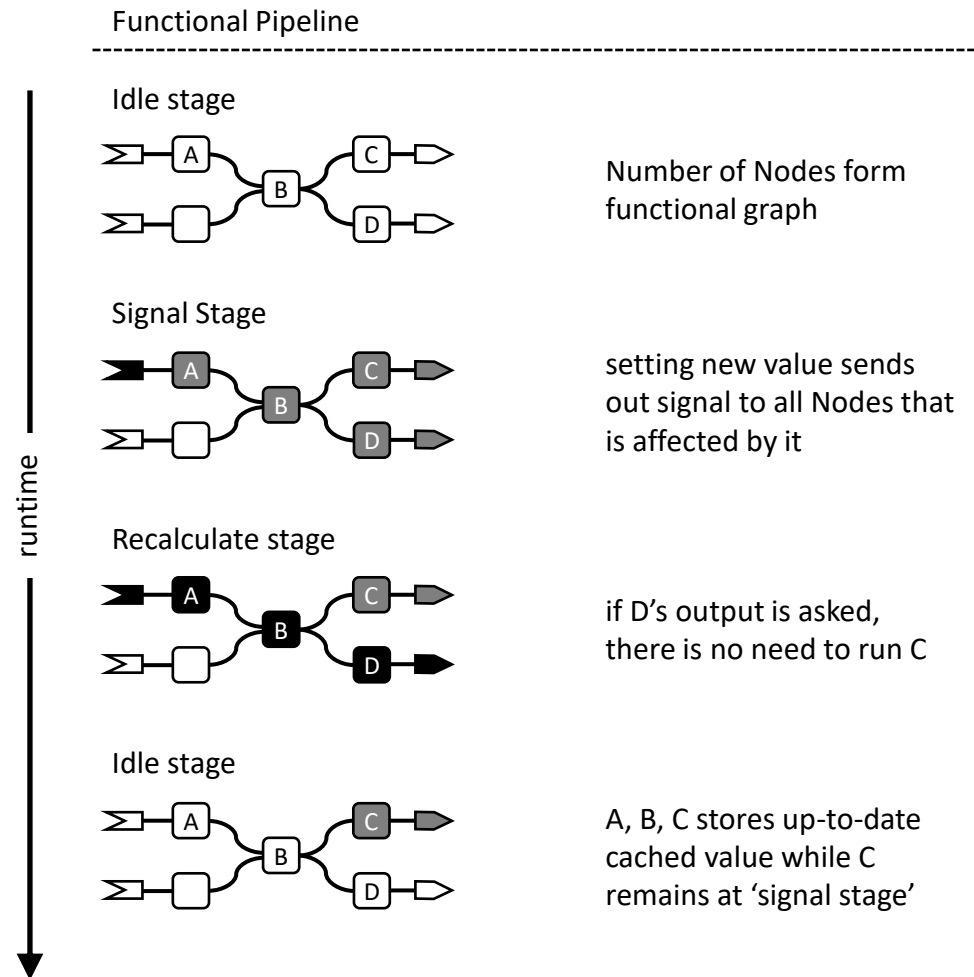 Functional Pipeline
Idle stage
A
C
B
D
Number of Nodes form
functional graph
Signal Stage
A
C
B
D
setting new value sends
out signal to all Nodes that
is affected by it
runtime
Recalculate stage
A
C
B
D
if D’s output is asked,
there is no need to run C
Idle stage
A
C
B
D
A, B, C stores up-to-date
cached value while C
remains at ‘signal stage’